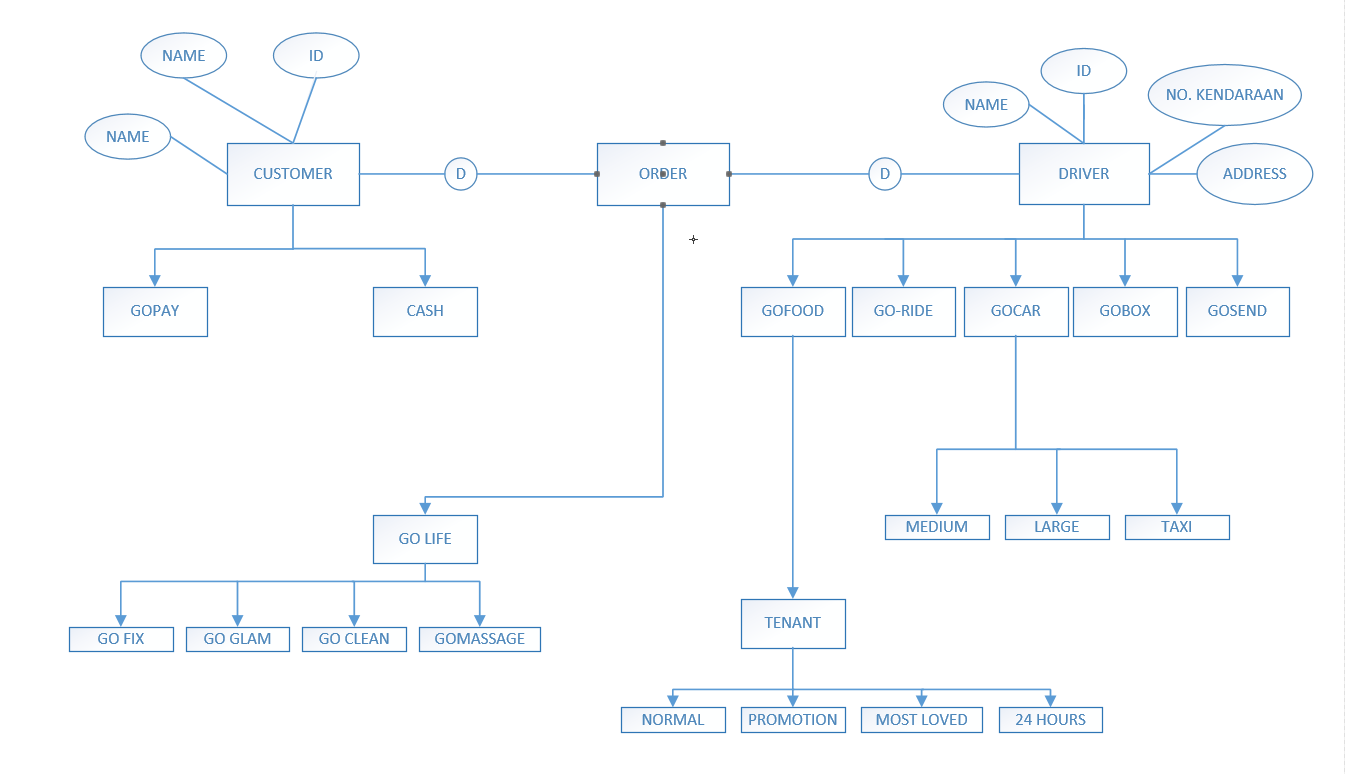 NAME
ID
NAME
CUSTOMER
D
ORDER
D
NAME
ID
NO. KENDARAAN
DRIVER
ADDRESS
GOPAY
CASH
GOFOOD
GO-RIDE
GOCAR
GOBOX
GOSEND
GO LIFE
MEDIUM
LARGE
TAXI
GO FIX
GO GLAM
GO CLEAN
GOMASSAGE
TENANT
NORMAL
PROMOTION
MOST LOVED
24 HOURS